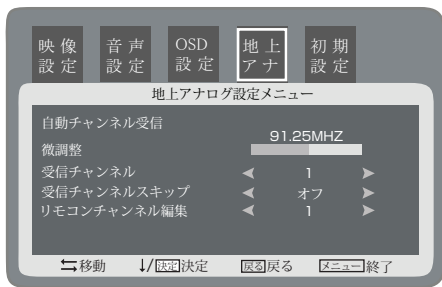 映像 音声 OSD 地上 初期
設定 設定 設定 アナ 設定
地上アナログ設定メニュー
自動チャンネル受信
91.25MHZ
微調整
受信チャンネル ◀ 1 ▶
受信チャンネルスキップ ◀ オフ ▶
リモコンチャンネル編集 ◀ 1 ▶
⇆移動 ↓/決定決定 戻る戻る メニュー終了